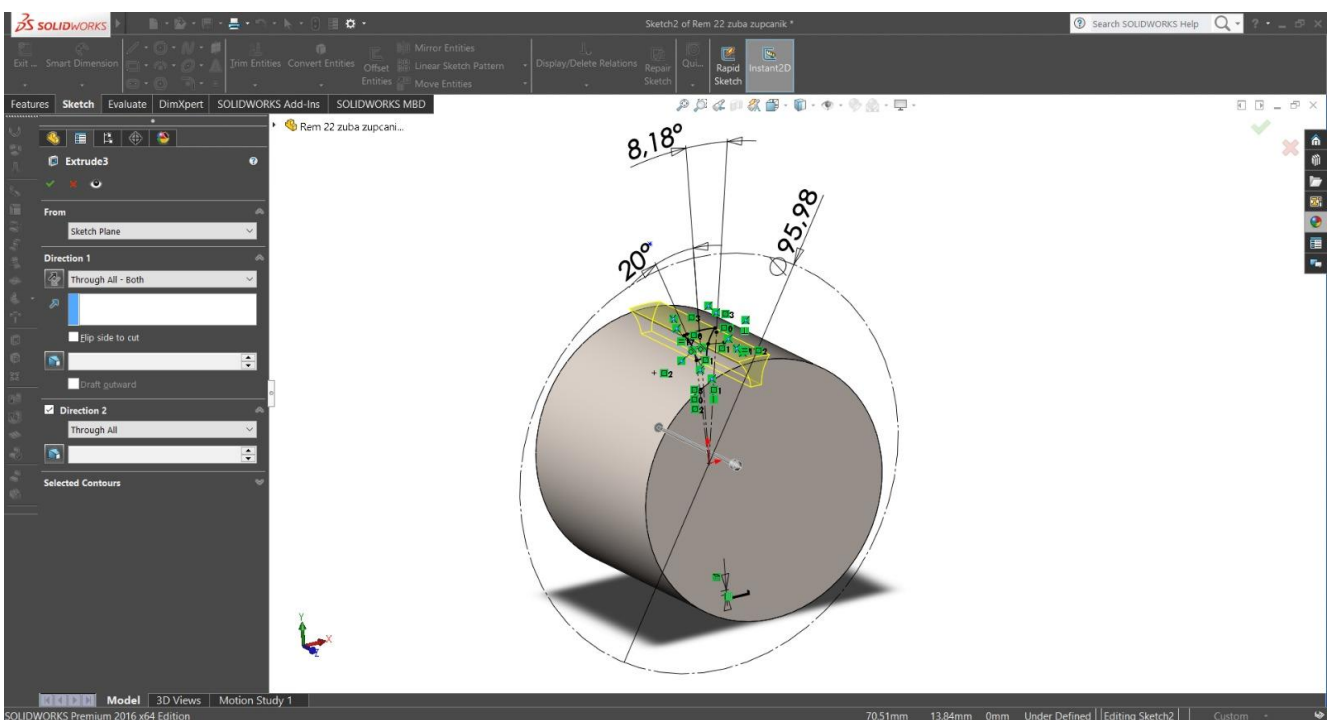 SOLIDWORKS
Sketch2 of Rem 22 zuba zupcanik *
Search SOLIDWORKS Help
Exit ...
Smart Dimension
Trim Entities
Convert Entities
Offset Entities
Mirror Entities
Linear Sketch Pattern
Move Entities
Display/Delete Relations
Repair Sketch
Qui...
Rapid Sketch
Instant2D
Features
Sketch
Evaluate
DimXpert
SOLIDWORKS Add-Ins
SOLIDWORKS MBD
Rem 22 zuba zupcani...
Extrude3
From
Sketch Plane
Direction 1
Through All - Both
Flip side to cut
Draft outward
Direction 2
Through All
Selected Contours
8,18°
20°
Ø95,98
Y
X
Z
Model
3D Views
Motion Study 1
SOLIDWORKS Premium 2016 x64 Edition
70.51mm
13.84mm
0mm
Under Defined
Editing Sketch2
Custom